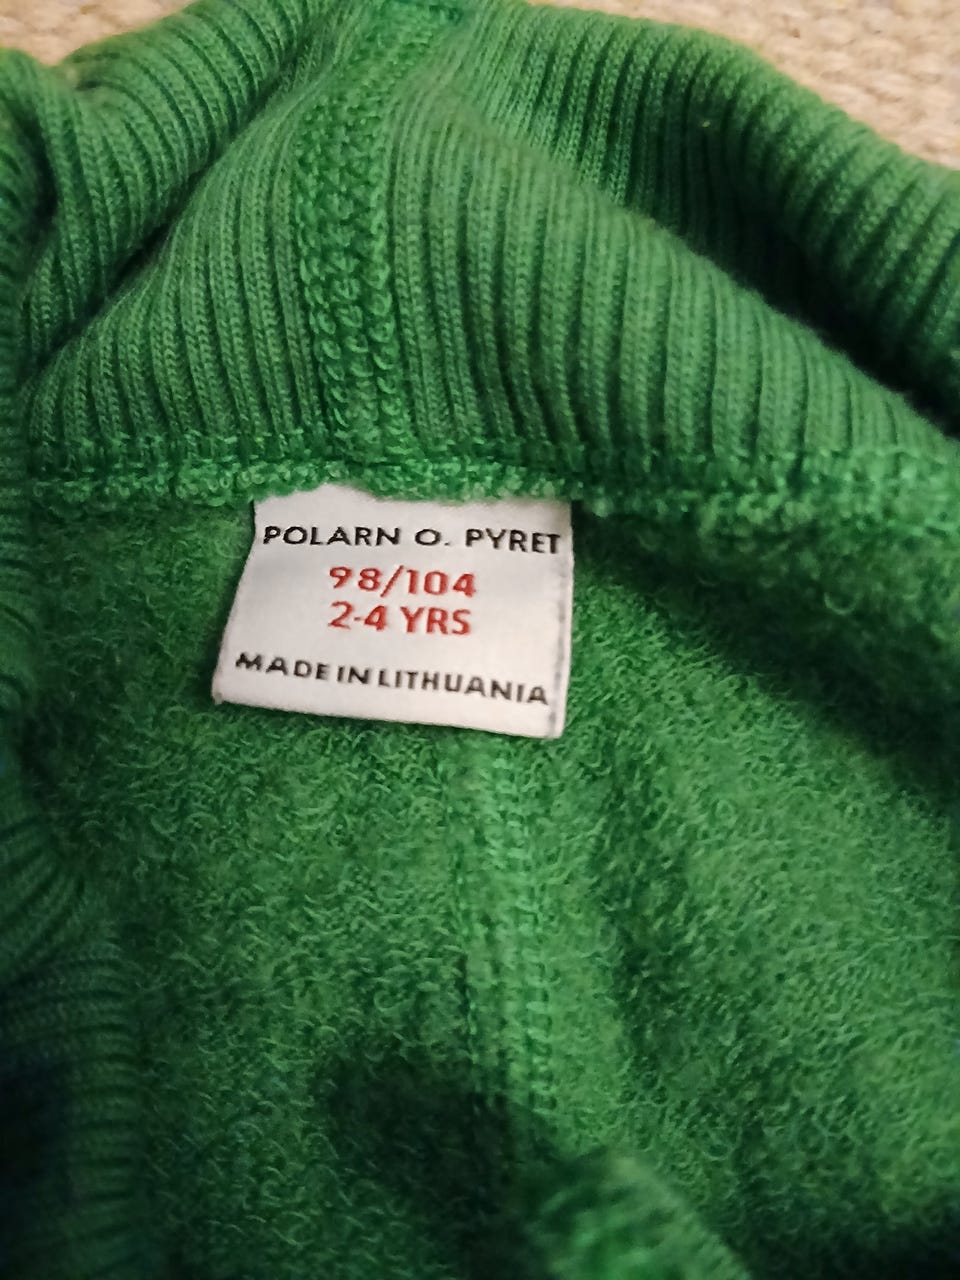 POLARN O. PYRET
98/104
2-4 YRS
MADE IN LITHUANIA